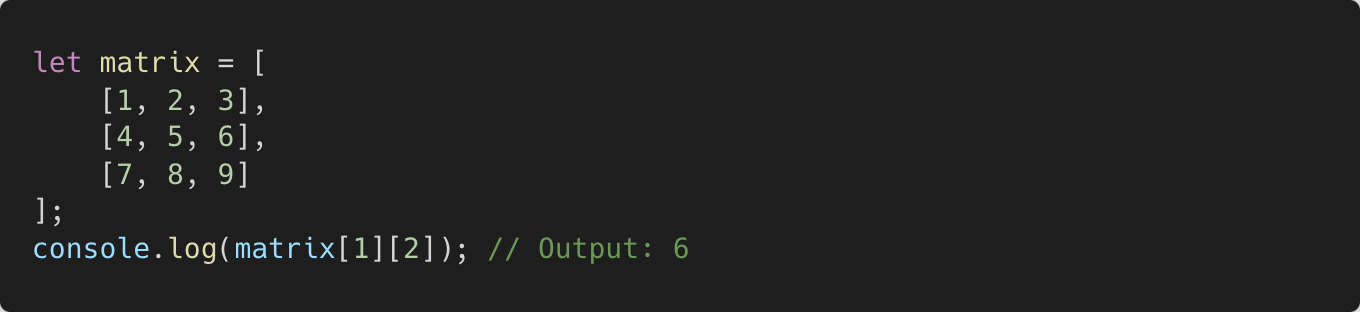 let matrix = [
    [1, 2, 3],
    [4, 5, 6],
    [7, 8, 9]
];
console.log(matrix[1][2]); // Output: 6